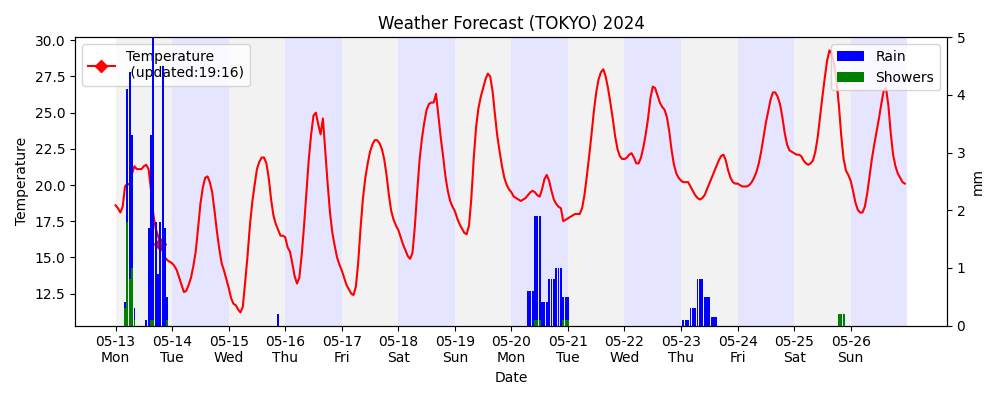 Weather Forecast (TOKYO) 2024
Temperature
(updated:19:16)
Rain
Showers
30.0
27.5
25.0
22.5
20.0
17.5
15.0
12.5
Temperature
5
4
3
2
1
0
mm
05-13 05-14 05-15 05-16 05-17 05-18 05-19 05-20 05-21 05-22 05-23 05-24 05-25 05-26
Mon Tue Wed Thu Fri Sat Sun Mon Tue Wed Thu Fri Sat Sun
Date